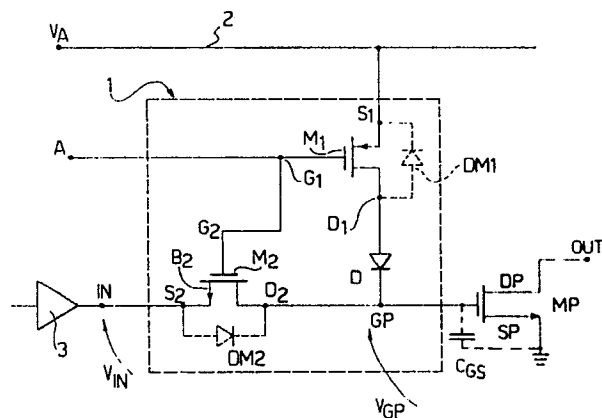 VA
2
1
S1
M1
A
G1
DM1
D1
G2
OUT
B2
M2
D
DP
IN
S2
D2
MP
GP
SP
3
DM2
CGS
VIN
VGP